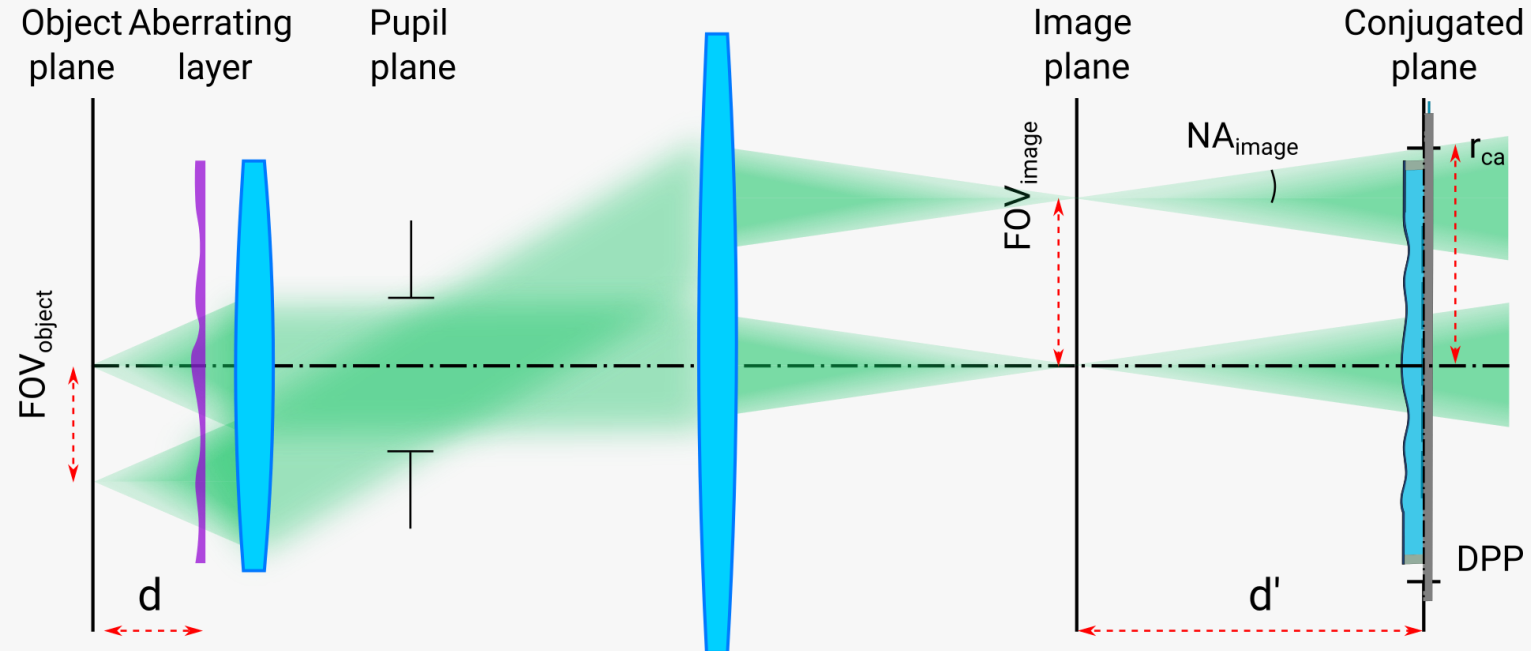 Object
plane
Aberrating
layer
Pupil
plane
Image
plane
Conjugated
plane
FOVobject
FOVimage
NAimage
rca
DPP
d
d'